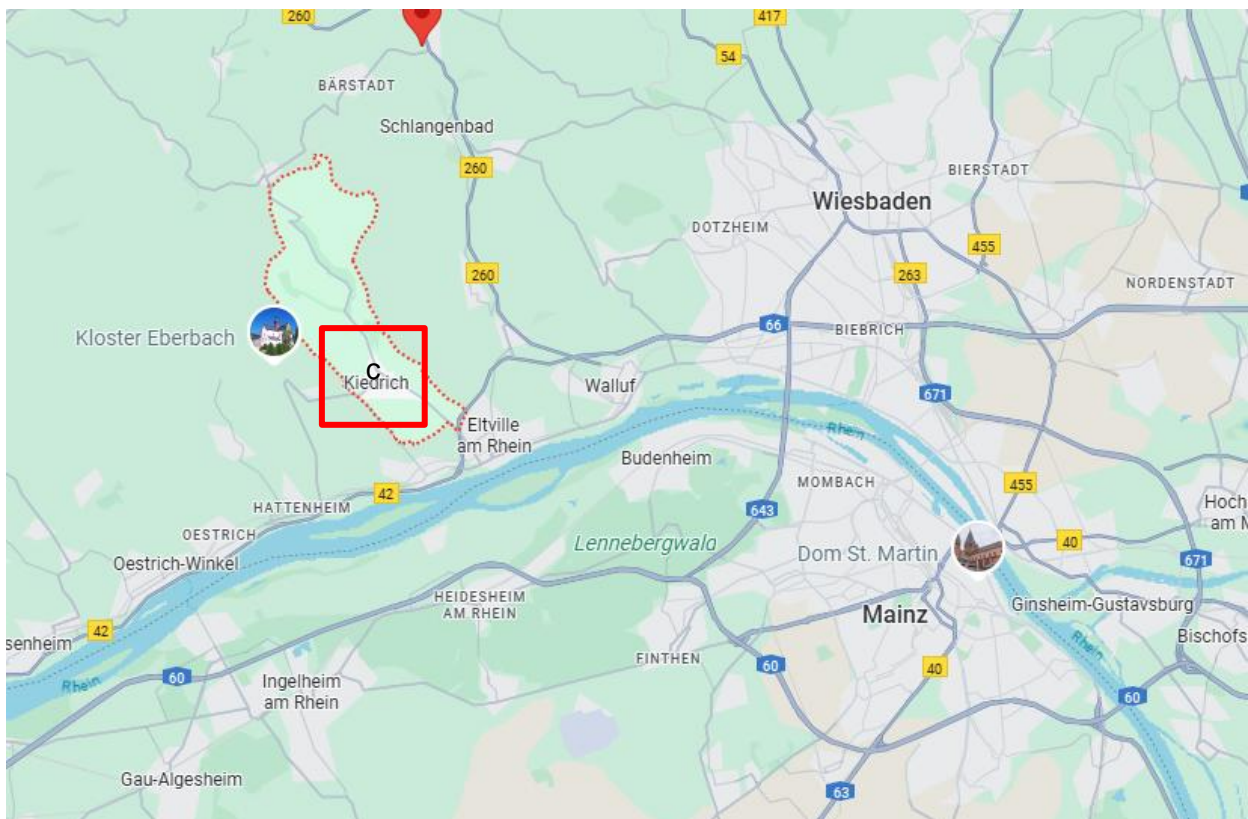 260
417
54
BÄRSTADT
Schlangenbad
260
BIERSTADT
Wiesbaden
DOTZHEIM
455
260
263
NORDENSTADT
Kloster Eberbach
66
BIEBRICH
C
Kiedrich
Walluf
671
Eltville
am Rhein
Rhein
Budenheim
MOMBACH
455
42
HATTENHEIM
643
Hoch
am M
OESTRICH
Lennebergwald
Dom St. Martin
40
671
Oestrich-Winkel
HEIDESHEIM
AM RHEIN
Ginsheim-Gustavsburg
Mainz
42
senheim
Bischofs
Rhein
FINTHEN
60
40
60
Rhein
Ingelheim
am Rhein
60
Gau-Algesheim
63